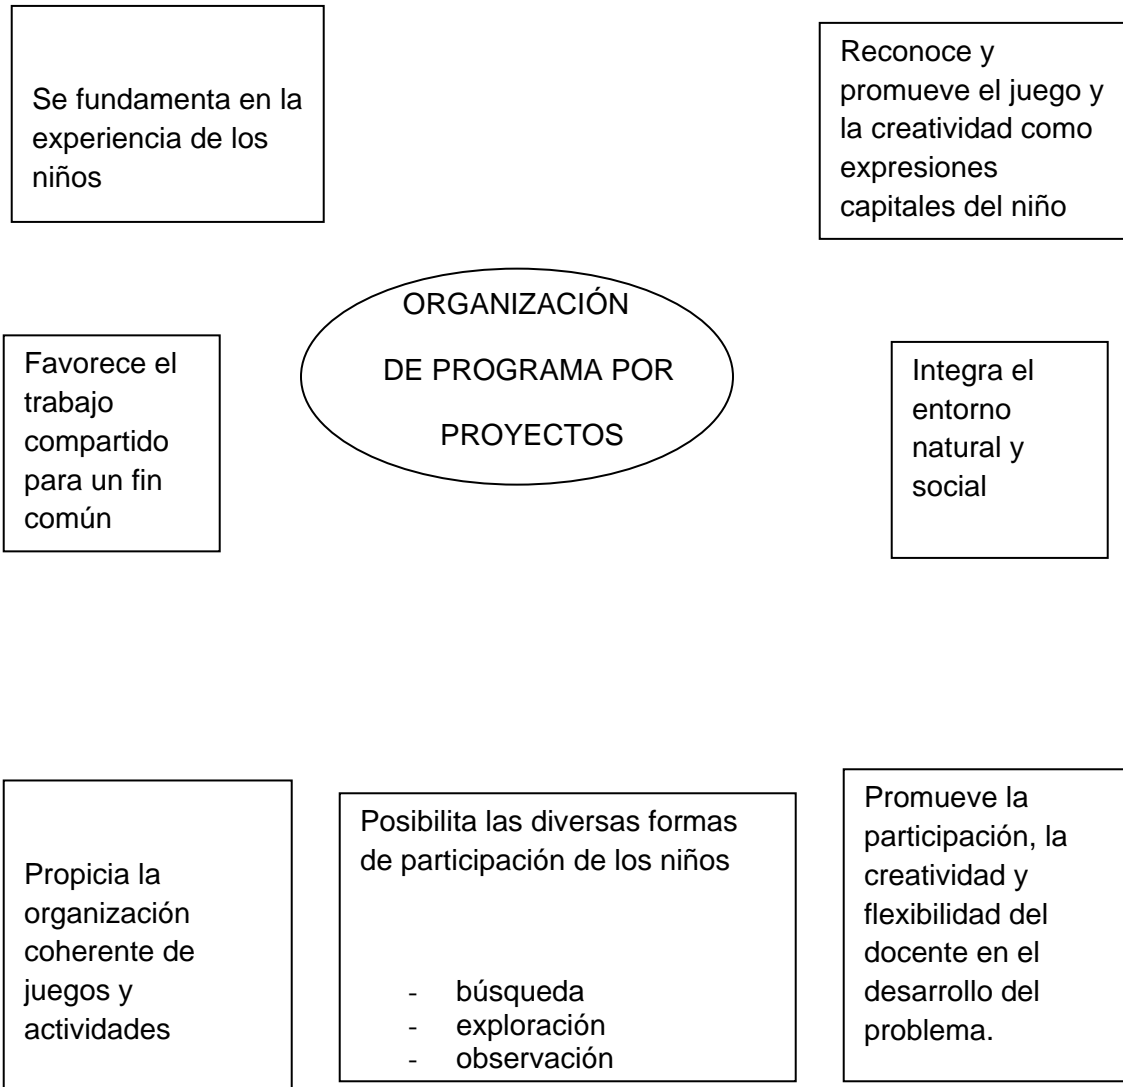 Se fundamenta en la
experiencia de los
niños
Reconoce y
promueve el juego y
la creatividad como
expresiones
capitales del niño
ORGANIZACIÓN
DE PROGRAMA POR
PROYECTOS
Favorece el
trabajo
compartido
para un fin
común
Integra el
entorno
natural y
social
Propicia la
organización
coherente de
juegos y
actividades
Posibilita las diversas formas
de participación de los niños
- búsqueda
- exploración
- observación
Promueve la
participación, la
creatividad y
flexibilidad del
docente en el
desarrollo del
problema.